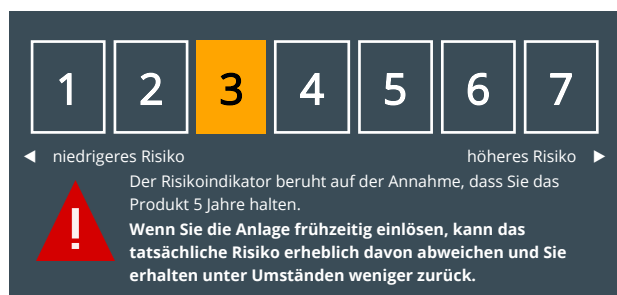 1 2 3 4 5 6 7
◀ niedrigeres Risiko höheres Risiko ▶
Der Risikoindikator beruht auf der Annahme, dass Sie das
Produkt 5 Jahre halten.
!
Wenn Sie die Anlage frühzeitig einlösen, kann das
tatsächliche Risiko erheblich davon abweichen und Sie
erhalten unter Umständen weniger zurück.